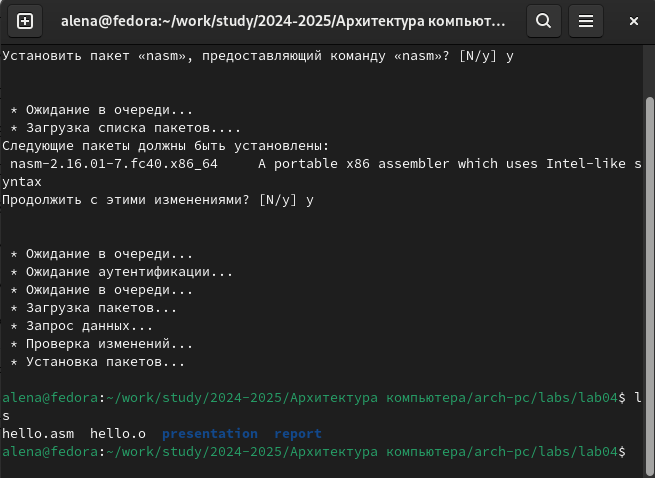 alena@fedora:~/work/study/2024-2025/Архитектура компьют...
Установить пакет «nasm», предоставляющий команду «nasm»? [N/y] y
* Ожидание в очереди...
* Загрузка списка пакетов....
Следующие пакеты должны быть установлены:
nasm-2.16.01-7.fc40.x86_64     A portable x86 assembler which uses Intel-like s
yntax
Продолжить с этими изменениями? [N/y] y
* Ожидание в очереди...
* Ожидание аутентификации...
* Ожидание в очереди...
* Загрузка пакетов...
* Запрос данных...
* Проверка изменений...
* Установка пакетов...
alena@fedora:~/work/study/2024-2025/Архитектура компьютера/arch-pc/labs/lab04$ l
s
hello.asm  hello.o  presentation  report
alena@fedora:~/work/study/2024-2025/Архитектура компьютера/arch-pc/labs/lab04$